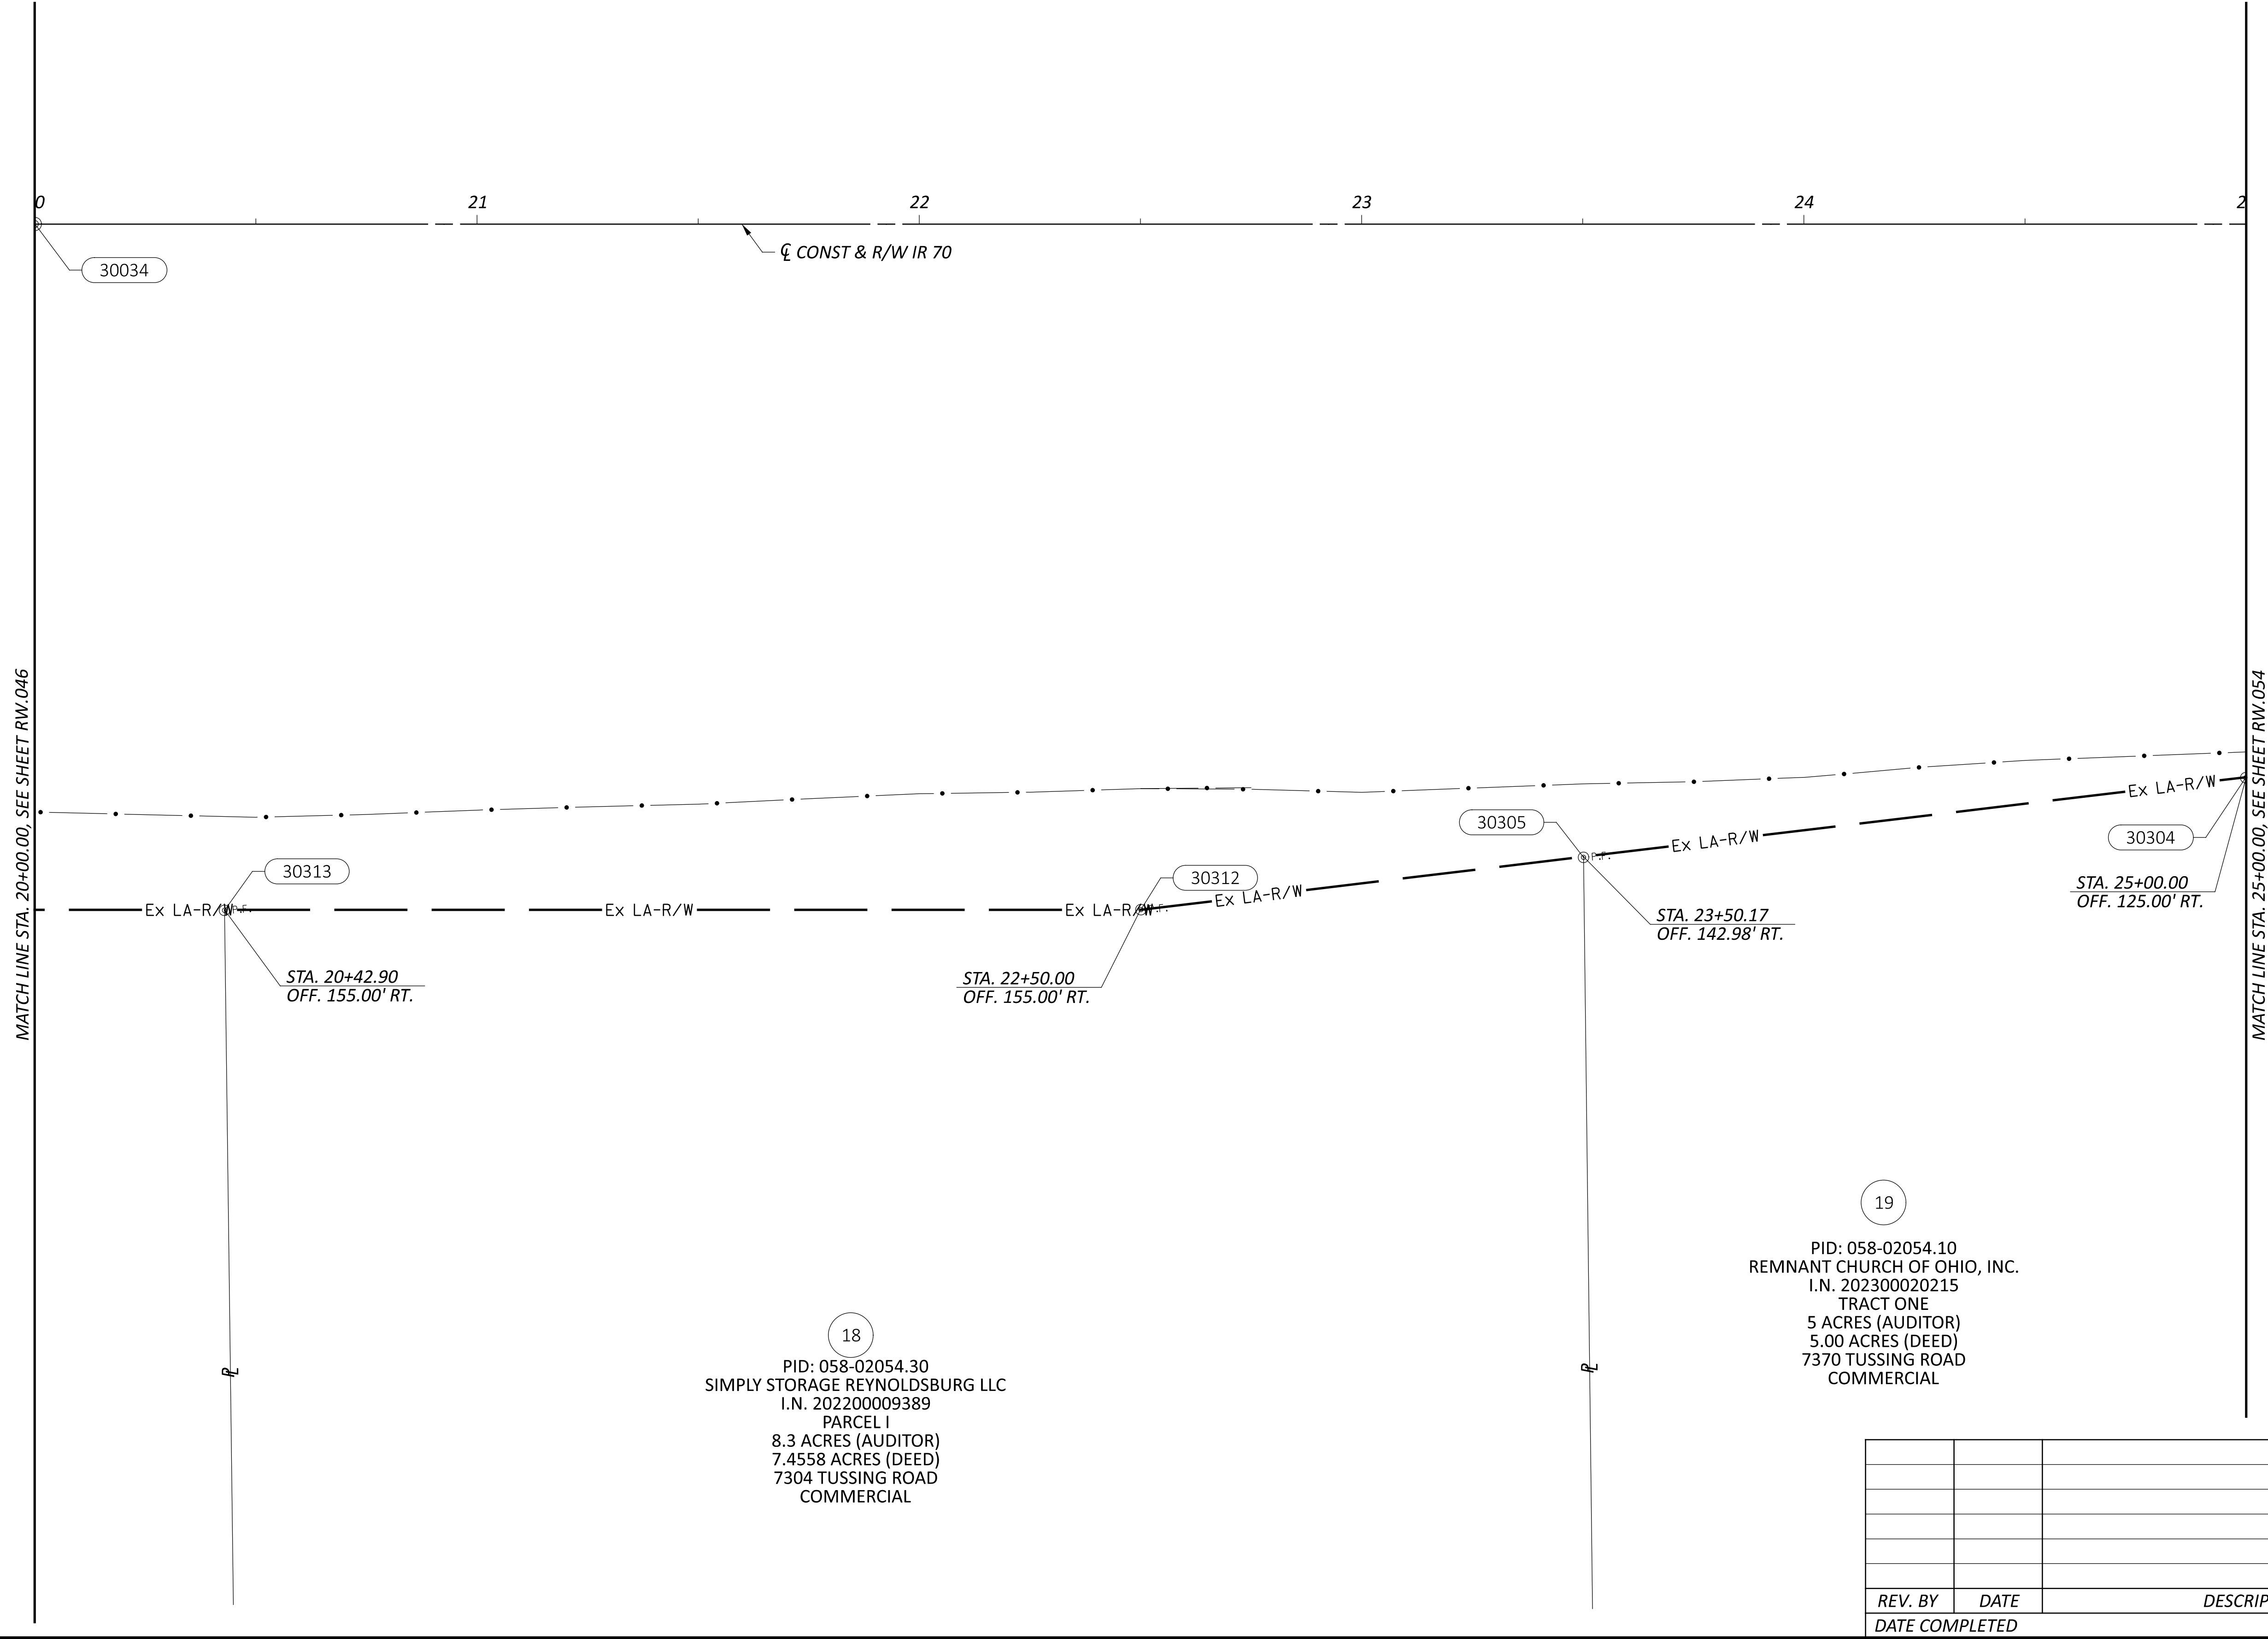 0
21
22
23
24
2
℄ CONST & R/W IR 70
30034
MATCH LINE STA. 20+00.00, SEE SHEET RW.046
MATCH LINE STA. 25+00.00, SEE SHEET RW.054
30313
30312
30305
30304
Ex LA-R/W
Ex LA-R/W
Ex LA-R/W
Ex LA-R/W
Ex LA-R/W
Ex LA-R/W
P.F.
STA. 20+42.90
OFF. 155.00' RT.
STA. 22+50.00
OFF. 155.00' RT.
STA. 23+50.17
OFF. 142.98' RT.
STA. 25+00.00
OFF. 125.00' RT.
19
PID: 058-02054.10
REMNANT CHURCH OF OHIO, INC.
I.N. 202300020215
TRACT ONE
5 ACRES (AUDITOR)
5.00 ACRES (DEED)
7370 TUSSING ROAD
COMMERCIAL
18
PID: 058-02054.30
SIMPLY STORAGE REYNOLDSBURG LLC
I.N. 202200009389
PARCEL I
8.3 ACRES (AUDITOR)
7.4558 ACRES (DEED)
7304 TUSSING ROAD
COMMERCIAL
PL
PL
REV. BY
DATE
DESCRIP
DATE COMPLETED